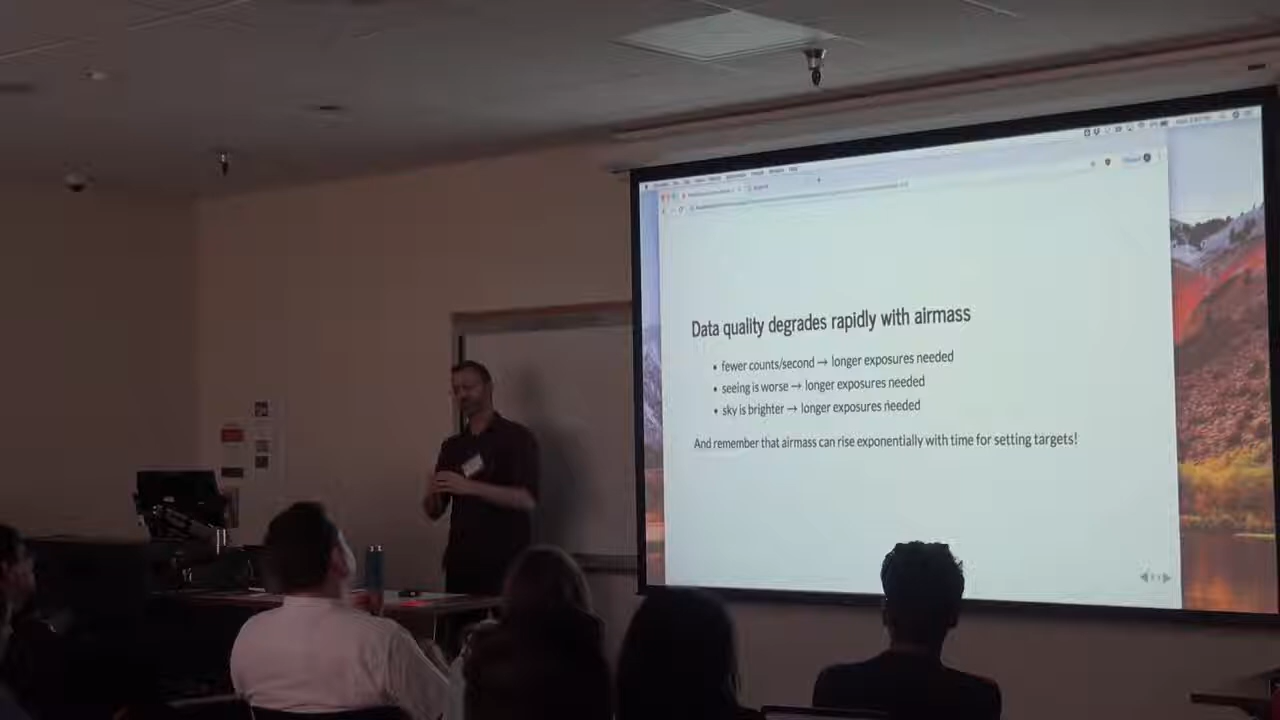 Data quality degrades rapidly with airmass
• fewer counts/second → longer exposures needed
• seeing is worse → longer exposures needed
• sky is brighter → longer exposures needed
And remember that airmass can rise exponentially with time for setting targets!